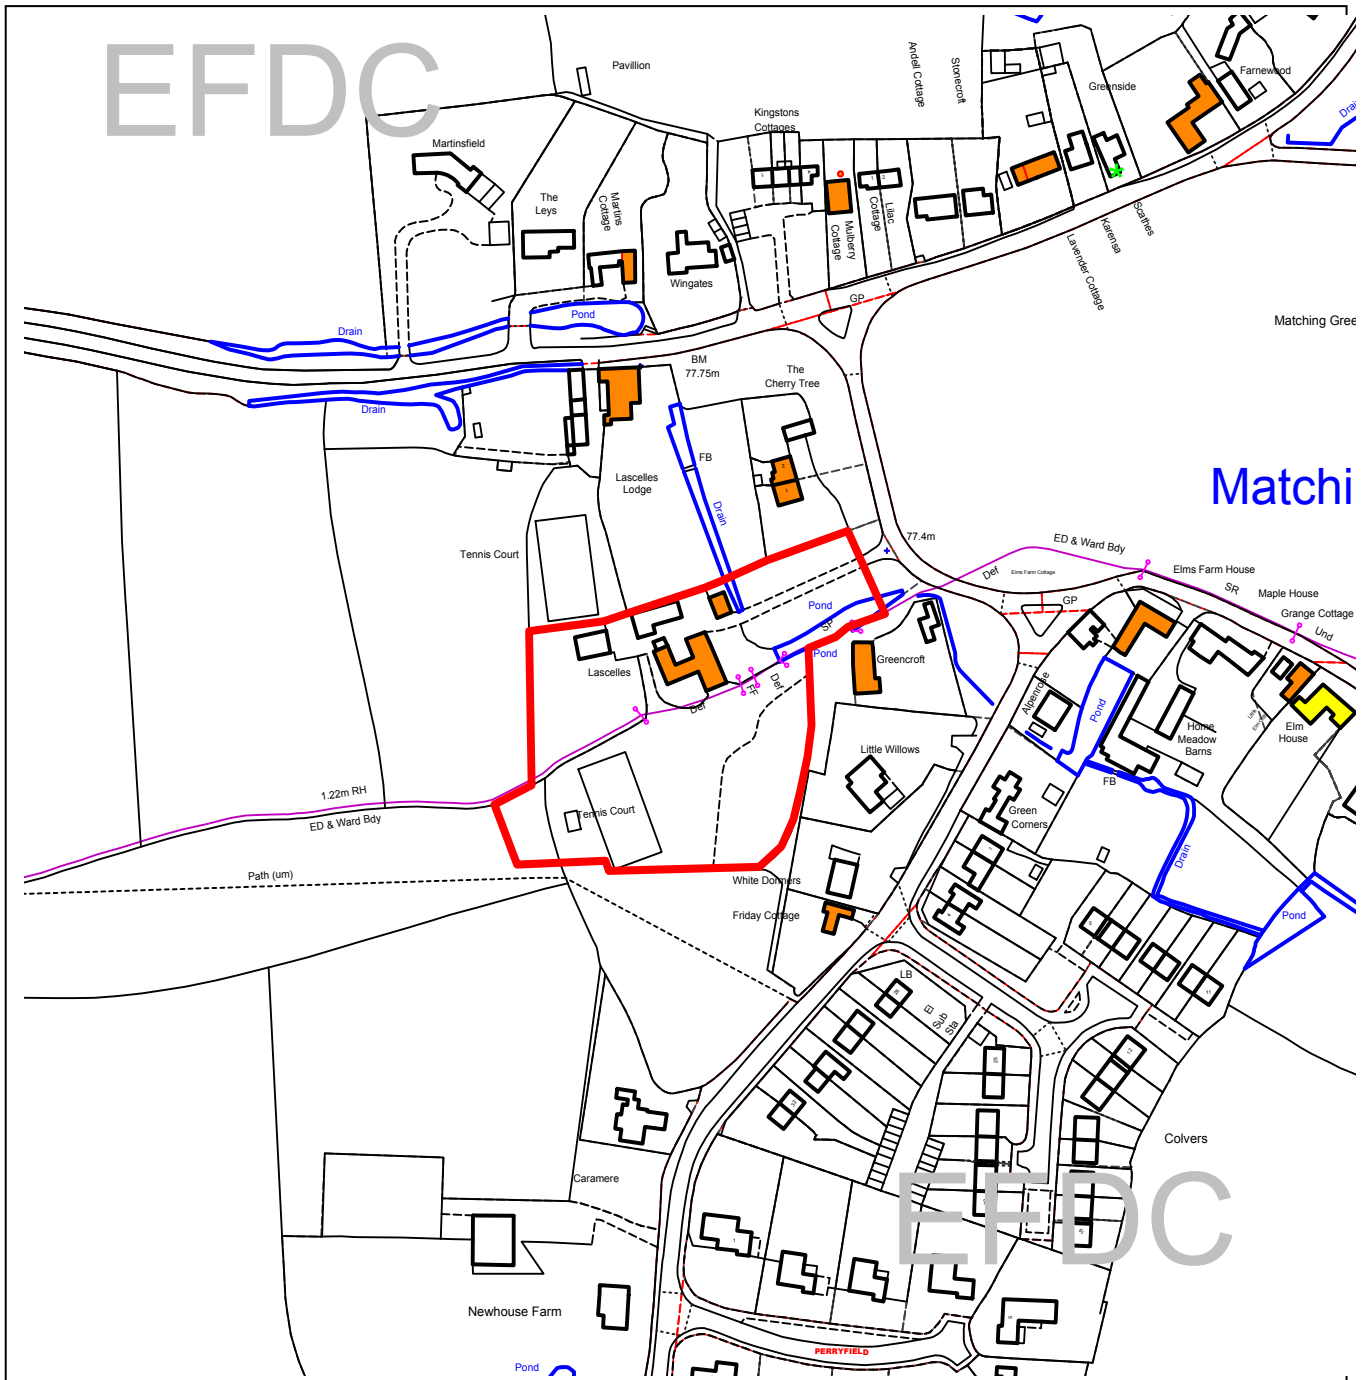 EFDC
Pavillion
Andell Cottage
Stonecroft
Greenside
Farnewood
Kingstons
Cottages
Drai
Martinsfield
The
Leys
Martins
Cottage
Wingates
Mulberry
Cottage
Lilac
Cottage
Scathes
Karensa
Lavender Cottage
GP
Pond
Drain
Matching Gree
BM
77.75m
The
Cherry Tree
Drain
FB
Lascelles
Lodge
Drain
Matchi
Tennis Court
77.4m
ED & Ward Bdy
Def
Elms Farm Cottage
Elms Farm House
SR
Maple House
Grange Cottage
Und
GP
Pond
Pond
Greencroft
Lascelles
Def
FF
Def
Alpenrose
Pond
Home
Meadow
Barns
Elm
House
Little Willows
FB
1.22m RH
ED & Ward Bdy
Tennis Court
Green
Corners
Drain
Path (um)
White Dormers
Friday Cottage
Pond
LB
El
Sub
Sta
Colvers
EFDC
Caramere
Newhouse Farm
PERRYFIELD
Pond